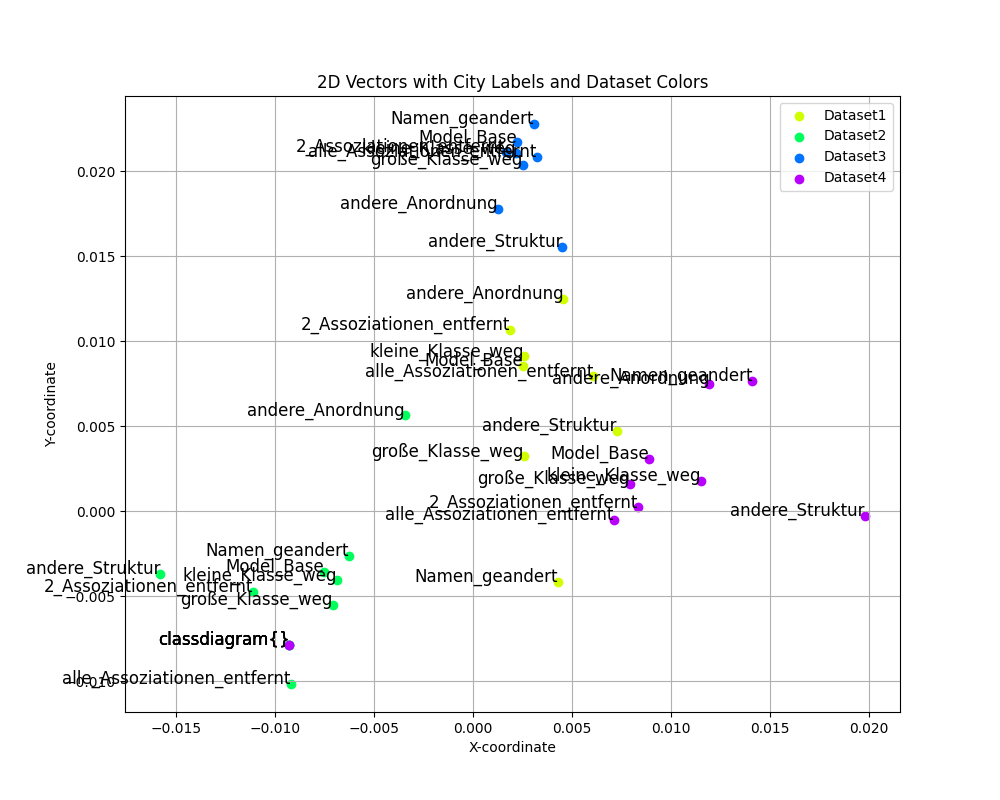 2D Vectors with City Labels and Dataset Colors
Dataset1
Dataset2
Dataset3
Dataset4
Namen_geandert
Model_Base
2_Assoziationen_entfernt
kleine_Klasse_weg
alle_Assoziationen_entfernt
große_Klasse_weg
andere_Anordnung
andere_Struktur
andere_Anordnung
2_Assoziationen_entfernt
kleine_Klasse_weg
Model_Base
alle_Assoziationen_entfernt
Namen_geandert
andere_Anordnung
andere_Anordnung
andere_Struktur
große_Klasse_weg
Model_Base
kleine_Klasse_weg
große_Klasse_weg
2_Assoziationen_entfernt
alle_Assoziationen_entfernt
andere_Struktur
Namen_geandert
Model_Base
andere_Struktur
kleine_Klasse_weg
2_Assoziationen_entfernt
große_Klasse_weg
Namen_geandert
classdiagram{}
alle_Assoziationen_entfernt
0.020
0.015
0.010
0.005
0.000
−0.005
−0.010
Y-coordinate
−0.015
−0.010
−0.005
0.000
0.005
0.010
0.015
0.020
X-coordinate